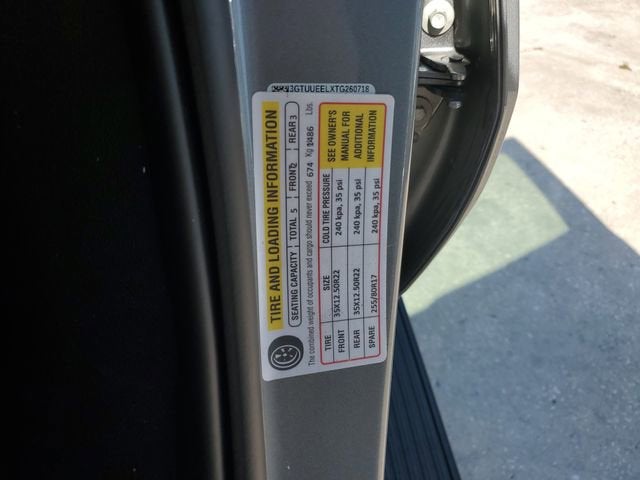 3GTUUEELXTG260718
TIRE AND LOADING INFORMATION
SEATING CAPACITY TOTAL 5 FRONT 2 REAR 3
The combined weight of occupants and cargo should never exceed 674 Kg 1486 Lbs.
TIRE SIZE COLD TIRE PRESSURE
FRONT 35X12.50R22 240 kpa, 35 psi
REAR 35X12.50R22 240 kpa, 35 psi
SPARE 255/80R17 240 kpa, 35 psi
SEE OWNER'S
MANUAL FOR
ADDITIONAL
INFORMATION